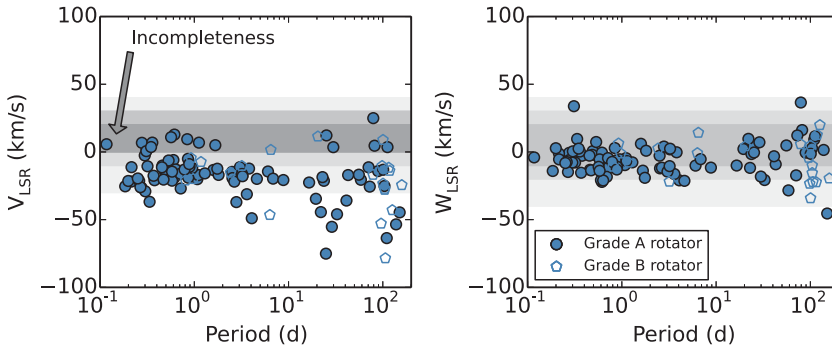 100
50
0
−50
−100
V_LSR (km/s)
Incompleteness
10^-1 10^0 10^1 10^2
Period (d)
100
50
0
−50
−100
W_LSR (km/s)
Grade A rotator
Grade B rotator
10^-1 10^0 10^1 10^2
Period (d)